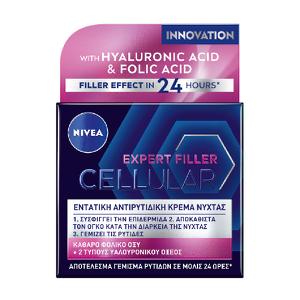 INNOVATION
WITH HYALURONIC ACID
& FOLIC ACID
FILLER EFFECT IN 24 HOURS*
NIVEA
EXPERT FILLER
CELLULAR
ΕΝΤΑΤΙΚΗ ΑΝΤΙΡΥΤΙΔΙΚΗ ΚΡΕΜΑ ΝΥΧΤΑΣ
1. ΣΥΣΦΙΓΓΕΙ ΤΗΝ ΕΠΙΔΕΡΜΙΔΑ 2. ΑΠΟΚΑΘΙΣΤΑ
ΤΟΝ ΟΓΚΟ ΚΑΤΑ ΤΗ ΔΙΑΡΚΕΙΑ ΤΗΣ ΝΥΧΤΑΣ
3. ΓΕΜΙΖΕΙ ΤΙΣ ΡΥΤΙΔΕΣ
ΚΑΘΑΡΟ ΦΟΛΙΚΟ ΟΞΥ
+ 2 ΤΥΠΟΥΣ ΥΑΛΟΥΡΟΝΙΚΟΥ ΟΞΕΟΣ
ΑΠΟΤΕΛΕΣΜΑ ΓΕΜΙΣΜΑ ΡΥΤΙΔΩΝ ΣΕ ΜΟΛΙΣ 24 ΩΡΕΣ*